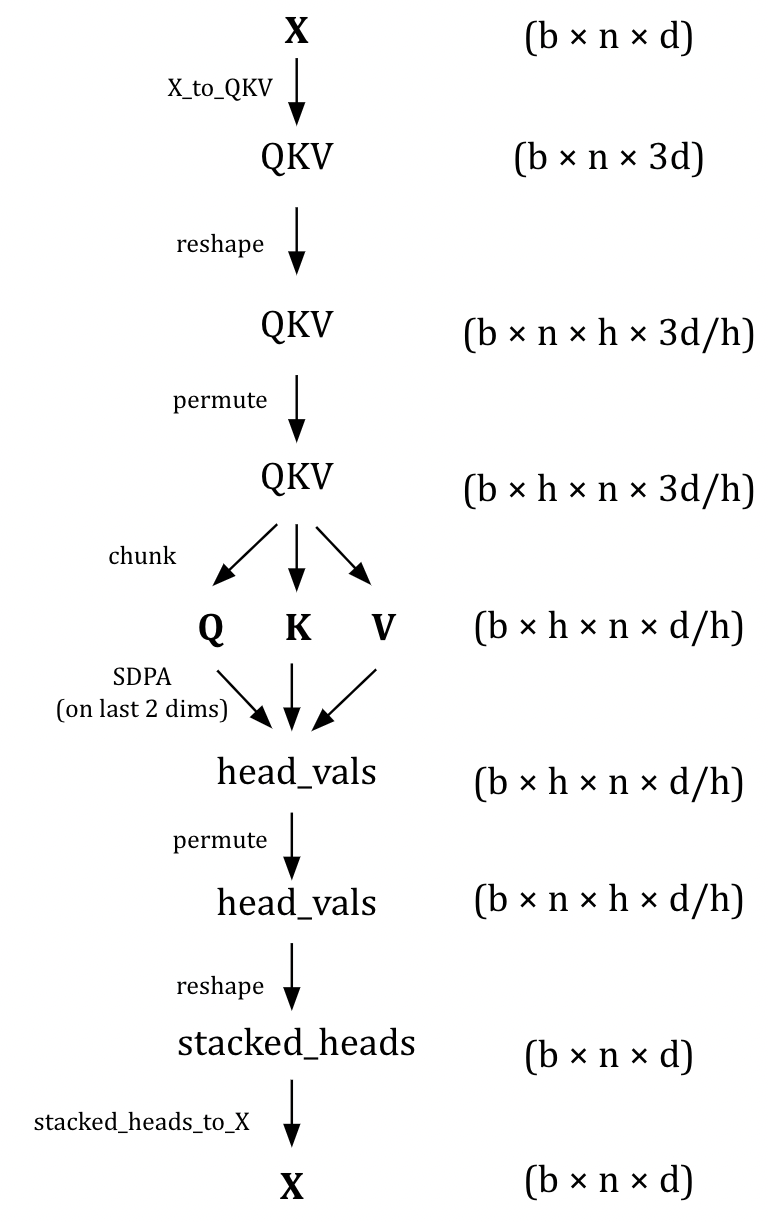 X (b × n × d)
X_to_QKV
QKV (b × n × 3d)
reshape
QKV (b × n × h × 3d/h)
permute
QKV (b × h × n × 3d/h)
chunk
Q K V (b × h × n × d/h)
SDPA
(on last 2 dims)
head_vals (b × h × n × d/h)
permute
head_vals (b × n × h × d/h)
reshape
stacked_heads (b × n × d)
stacked_heads_to_X
X (b × n × d)